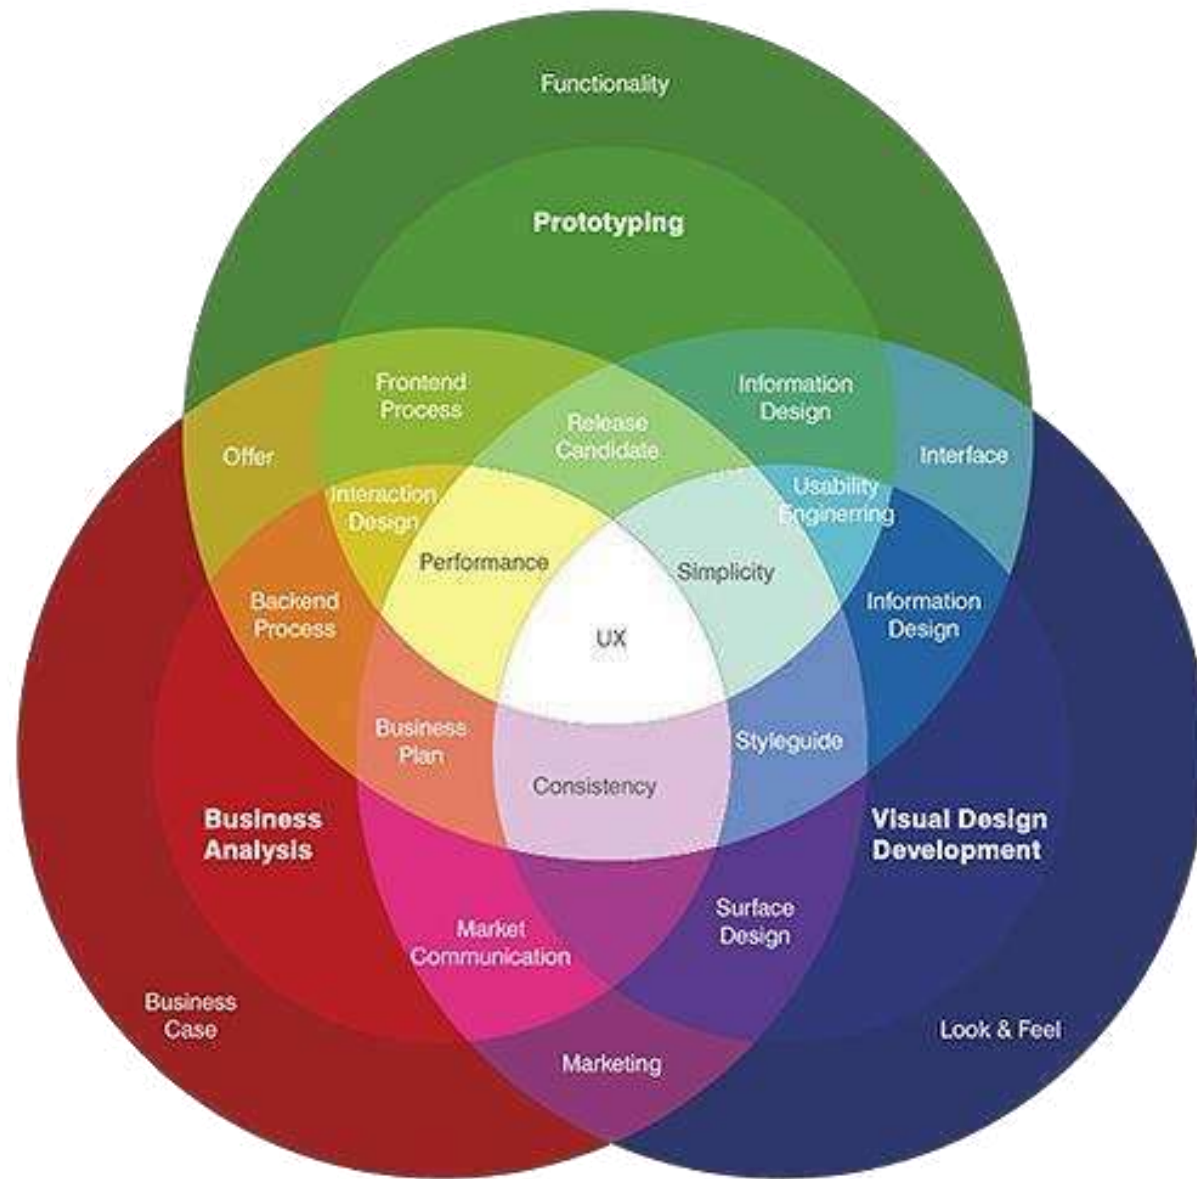 Functionality
Prototyping
Frontend
Process
Information
Design
Release
Candidate
Offer
Interface
Interaction
Design
Usability
Enginerring
Performance
Simplicity
Backend
Process
Information
Design
UX
Business
Plan
Styleguide
Consistency
Business
Analysis
Visual Design
Development
Market
Communication
Surface
Design
Business
Case
Look & Feel
Marketing